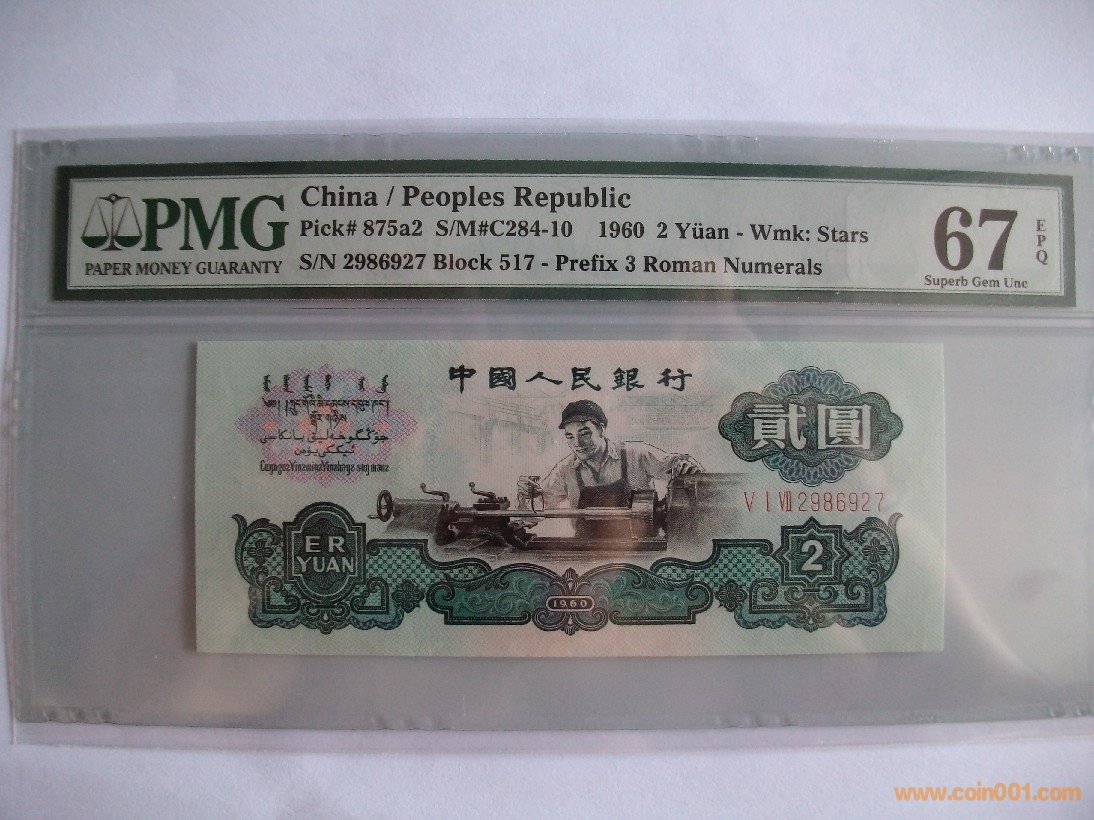 PMG
PAPER MONEY GUARANTY
China / Peoples Republic
Pick# 875a2 S/M#C284-10 1960 2 Yüan - Wmk: Stars
S/N 2986927 Block 517 - Prefix 3 Roman Numerals
67
EPQ
Superb Gem Unc
中國人民銀行
貳圓
V I VII 2986927
ER
YUAN
2
1960
www.coin001.com